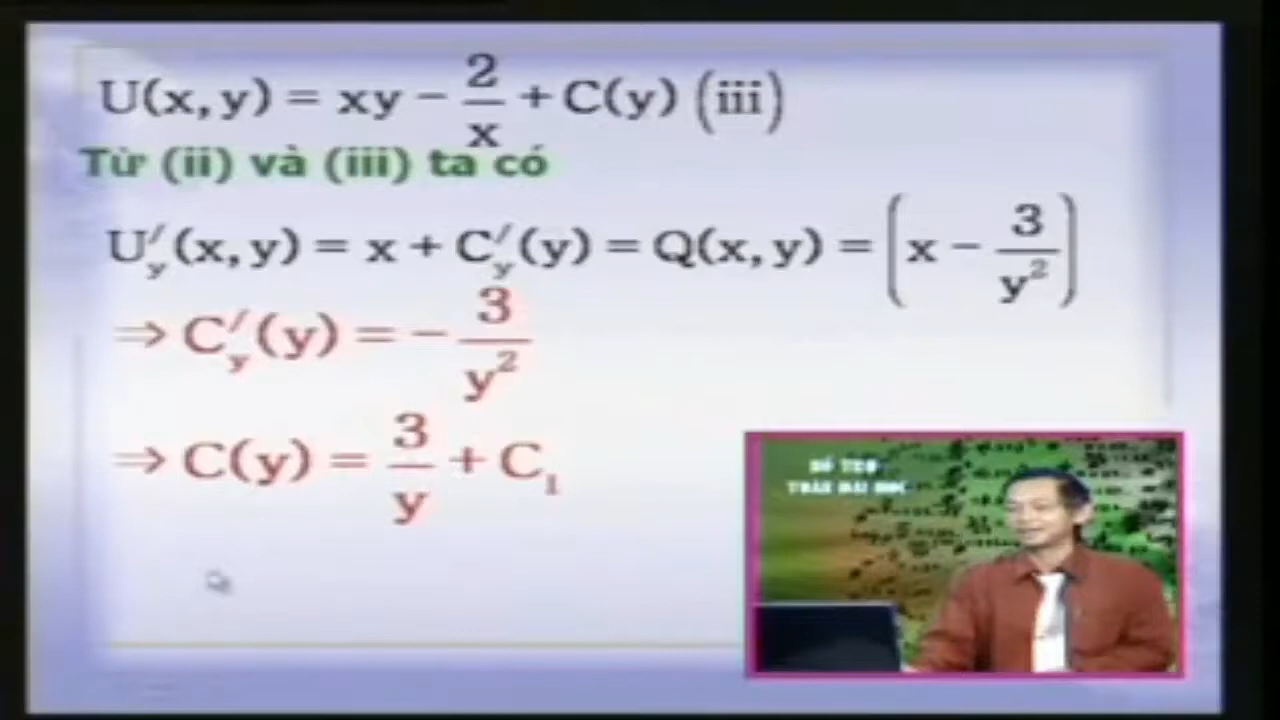 U(x, y) = xy − 2/x + C(y) (iii)
Từ (ii) và (iii) ta có
U′y(x, y) = x + C′y(y) = Q(x, y) = (x − 3/y²)
⇒ C′y(y) = − 3/y²
⇒ C(y) = 3/y + C₁